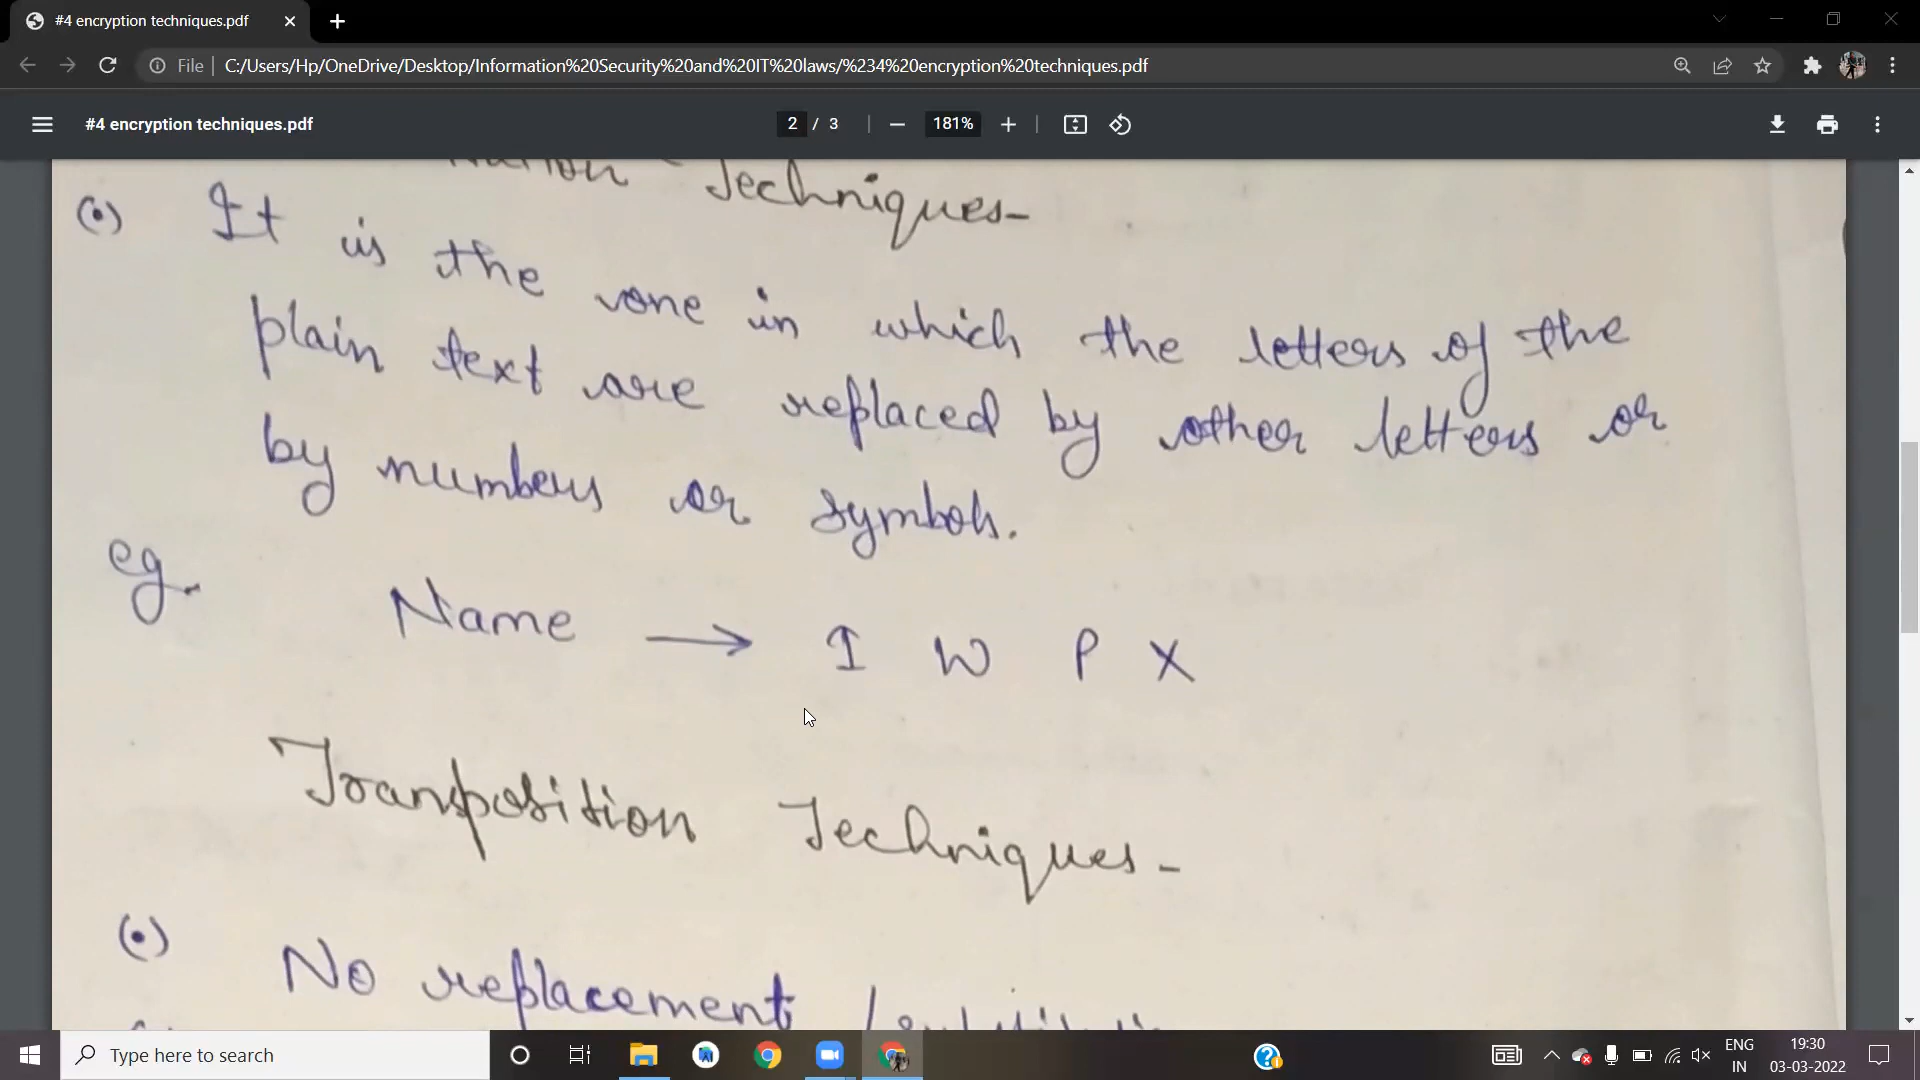 #4 encryption techniques.pdf
File
C:/Users/Hp/OneDrive/Desktop/Information%20Security%20and%20IT%20laws/%234%20encryption%20techniques.pdf
#4 encryption techniques.pdf
2 / 3
181%
Techniques-
(•) It is the one in which the letters of the
plain text are replaced by other letters or
by numbers or symbols.
eg. Name → I W P X
Transposition Techniques-
(•) No replacement /
Type here to search
ENG
IN
19:30
03-03-2022